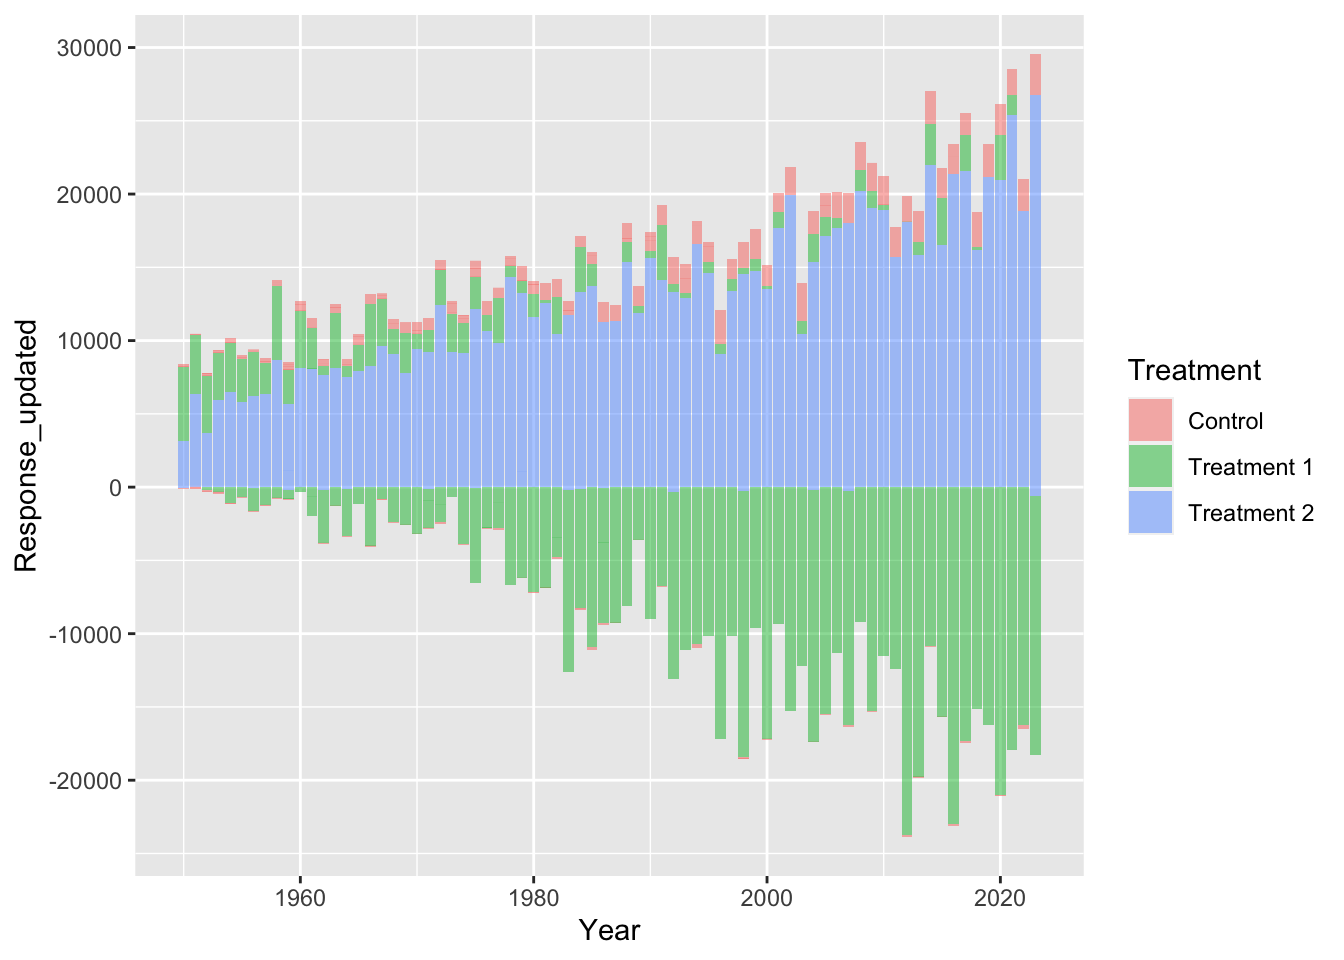 30000
20000
10000
0
-10000
-20000
Response_updated
1960
1980
2000
2020
Year
Treatment
Control
Treatment 1
Treatment 2